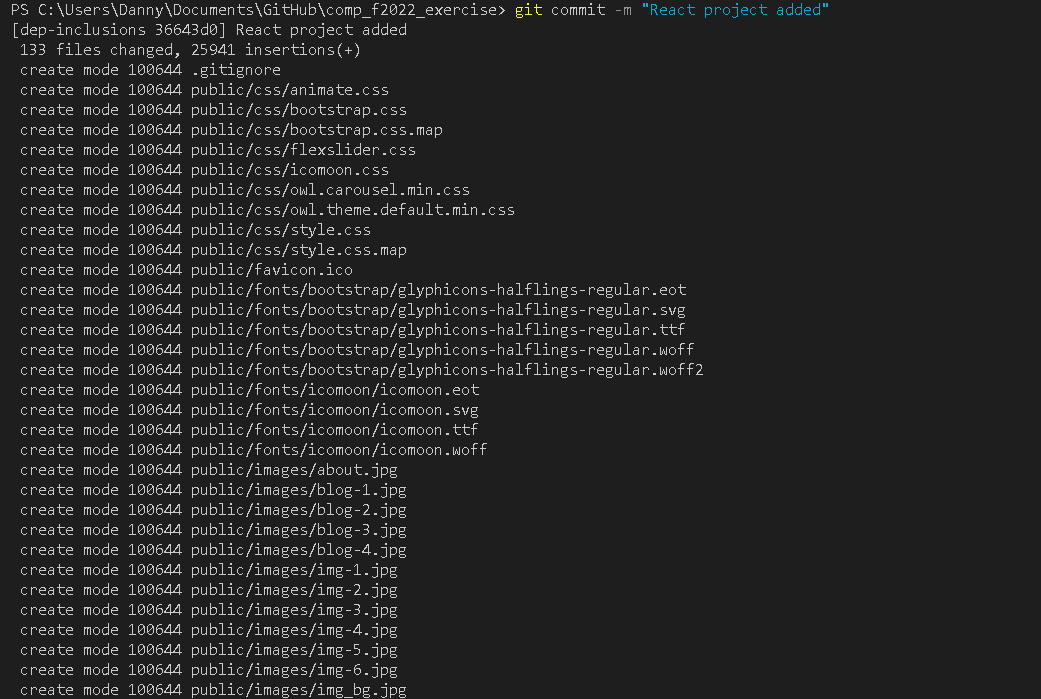 PS C:\Users\Danny\Documents\GitHub\comp_f2022_exercise> git commit -m "React project added"
[dep-inclusions 36643d0] React project added
133 files changed, 25941 insertions(+)
create mode 100644 .gitignore
create mode 100644 public/css/animate.css
create mode 100644 public/css/bootstrap.css
create mode 100644 public/css/bootstrap.css.map
create mode 100644 public/css/flexslider.css
create mode 100644 public/css/icomoon.css
create mode 100644 public/css/owl.carousel.min.css
create mode 100644 public/css/owl.theme.default.min.css
create mode 100644 public/css/style.css
create mode 100644 public/css/style.css.map
create mode 100644 public/favicon.ico
create mode 100644 public/fonts/bootstrap/glyphicons-halflings-regular.eot
create mode 100644 public/fonts/bootstrap/glyphicons-halflings-regular.svg
create mode 100644 public/fonts/bootstrap/glyphicons-halflings-regular.ttf
create mode 100644 public/fonts/bootstrap/glyphicons-halflings-regular.woff
create mode 100644 public/fonts/bootstrap/glyphicons-halflings-regular.woff2
create mode 100644 public/fonts/icomoon/icomoon.eot
create mode 100644 public/fonts/icomoon/icomoon.svg
create mode 100644 public/fonts/icomoon/icomoon.ttf
create mode 100644 public/fonts/icomoon/icomoon.woff
create mode 100644 public/images/about.jpg
create mode 100644 public/images/blog-1.jpg
create mode 100644 public/images/blog-2.jpg
create mode 100644 public/images/blog-3.jpg
create mode 100644 public/images/blog-4.jpg
create mode 100644 public/images/img-1.jpg
create mode 100644 public/images/img-2.jpg
create mode 100644 public/images/img-3.jpg
create mode 100644 public/images/img-4.jpg
create mode 100644 public/images/img-5.jpg
create mode 100644 public/images/img-6.jpg
create mode 100644 public/images/img_bg.jpg